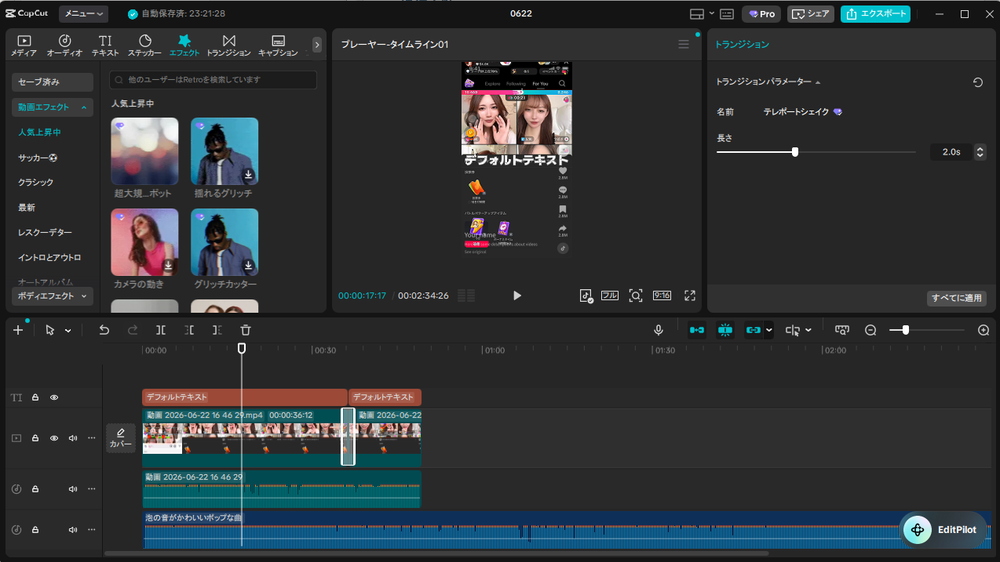 CapCut
メニュー
自動保存済: 23:21:28
0622
Pro
シェア
エクスポート
メディア
オーディオ
テキスト
ステッカー
エフェクト
トランジション
キャプション
セーブ済み
動画エフェクト
人気上昇中
サッカー⚽
クラシック
最新
レスクーデター
イントロとアウトロ
オートアルバム
ボディエフェクト
他のユーザーはRetroを検索しています
人気上昇中
超大規...ボット
揺れるグリッチ
カメラの動き
グリッチカッター
プレーヤー-タイムライン01
9:41
Explore
Following
For You
デフォルトテキスト
2.8M
2.8M
2.8M
2.8M
バトルパワーアップアイテム
Your name
See original
00:00:17:17 / 00:02:34:26
フル
9:16
トランジション
トランジションパラメーター
名前
テレポートシェイク
長さ
2.0s
すべてに適用
00:00
00:30
01:00
01:30
02:00
TI
デフォルトテキスト
デフォルトテキスト
カバー
動画 2026-06-22 16 46 29.mp4
00:00:36:12
動画 2026-06-22
動画 2026-06-22 16 46 29
泡の音がかわいいポップな曲
EditPilot